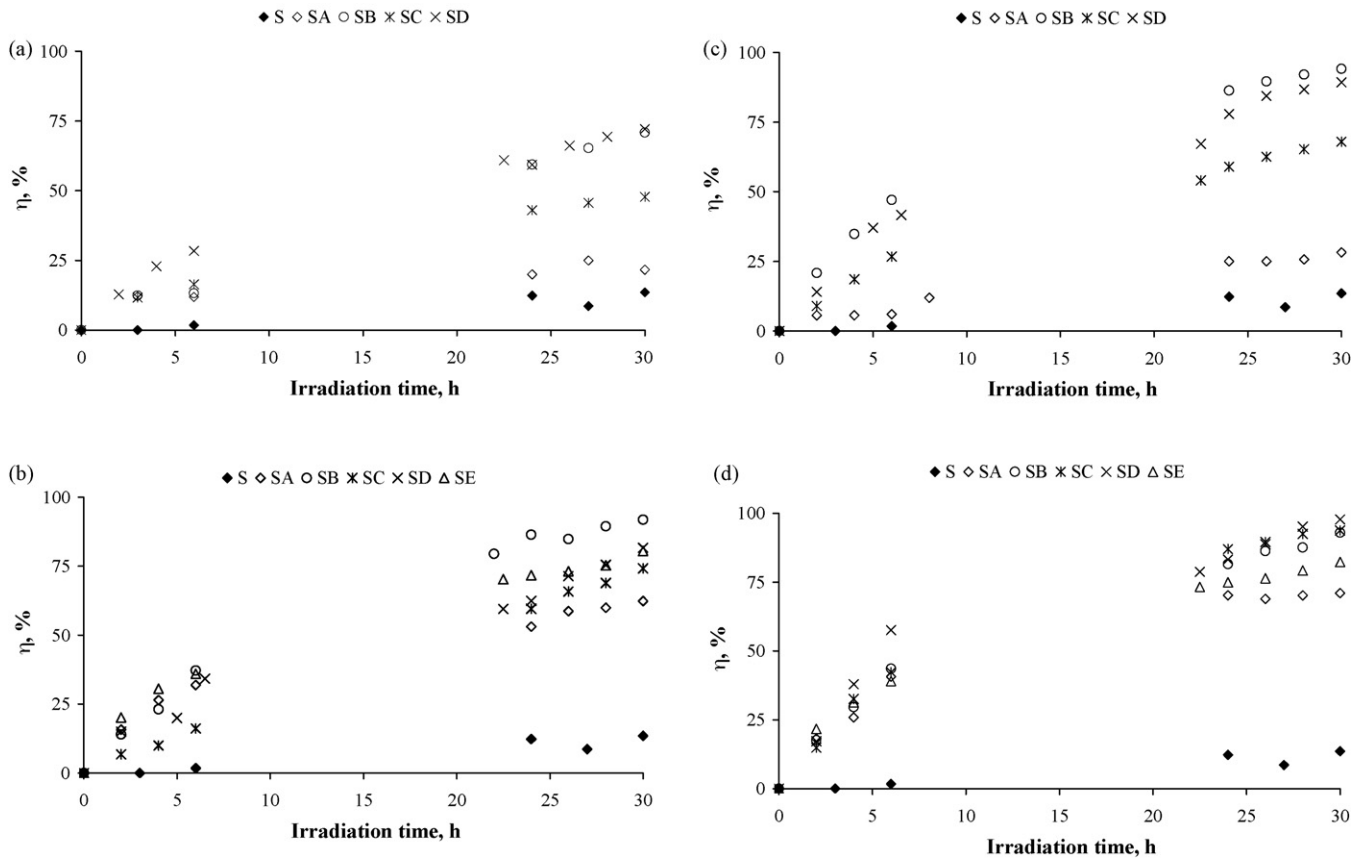 (a)
◆ S ◇ SA ○ SB ✳ SC × SD
100
75
50
25
0
η, %
0 5 10 15 20 25 30
Irradiation time, h
(b)
◆ S ◇ SA ○ SB ✳ SC × SD △ SE
100
75
50
25
0
η, %
0 5 10 15 20 25 30
Irradiation time, h
(c)
◆ S ◇ SA ○ SB ✳ SC × SD
100
75
50
25
0
η, %
0 5 10 15 20 25 30
Irradiation time, h
(d)
◆ S ◇ SA ○ SB ✳ SC × SD △ SE
100
75
50
25
0
η, %
0 5 10 15 20 25 30
Irradiation time, h